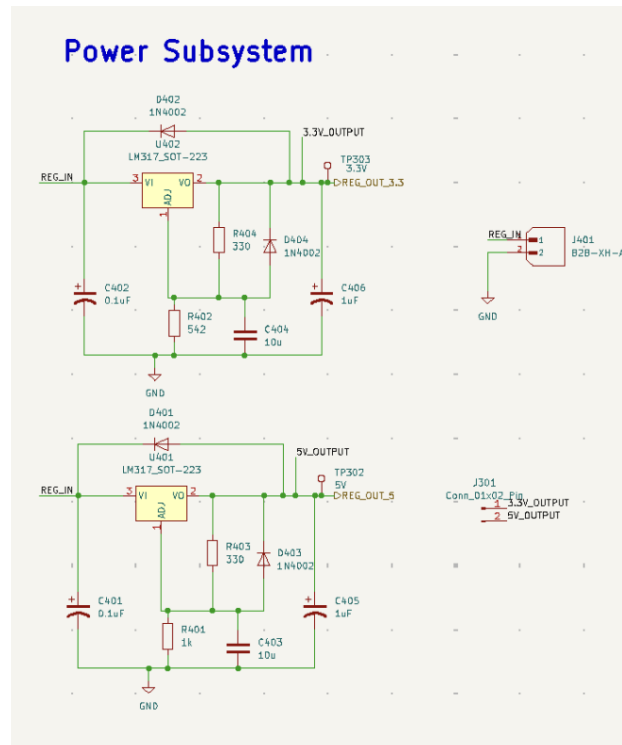 Power Subsystem
D402
1N4002
U402
LM317_SOT-223
REG_IN
3 VI VO 2
ADJ
1
3.3V_OUTPUT
TP303
3.3V
REG_OUT_3.3
R404
330
D404
1N4002
C402
0.1uF
R402
542
C404
10u
C406
1uF
GND
REG_IN
1
2
1
2
J401
B2B-XH-A
GND
D401
1N4002
U401
LM317_SOT-223
REG_IN
3 VI VO 2
ADJ
1
5V_OUTPUT
TP302
5V
REG_OUT_5
R403
330
D403
1N4002
C401
0.1uF
R401
1k
C403
10u
C405
1uF
GND
J301
Conn_01x02_Pin
1 3.3V_OUTPUT
2 5V_OUTPUT